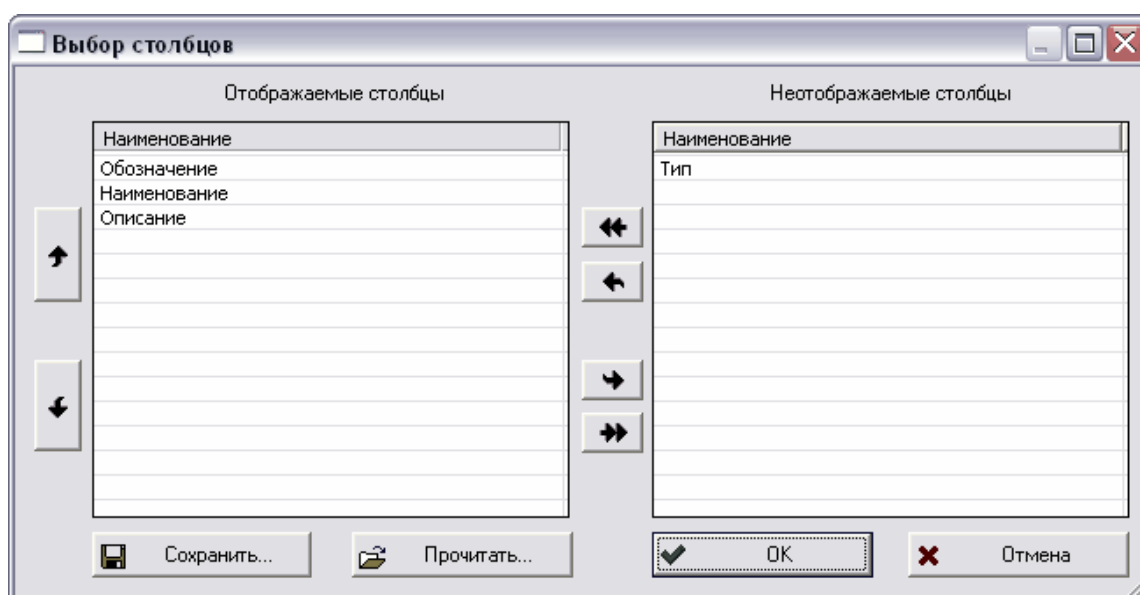 Выбор столбцов
Отображаемые столбцы
Неотображаемые столбцы
Наименование
Обозначение
Наименование
Описание
Наименование
Тип
Сохранить...
Прочитать...
OK
Отмена